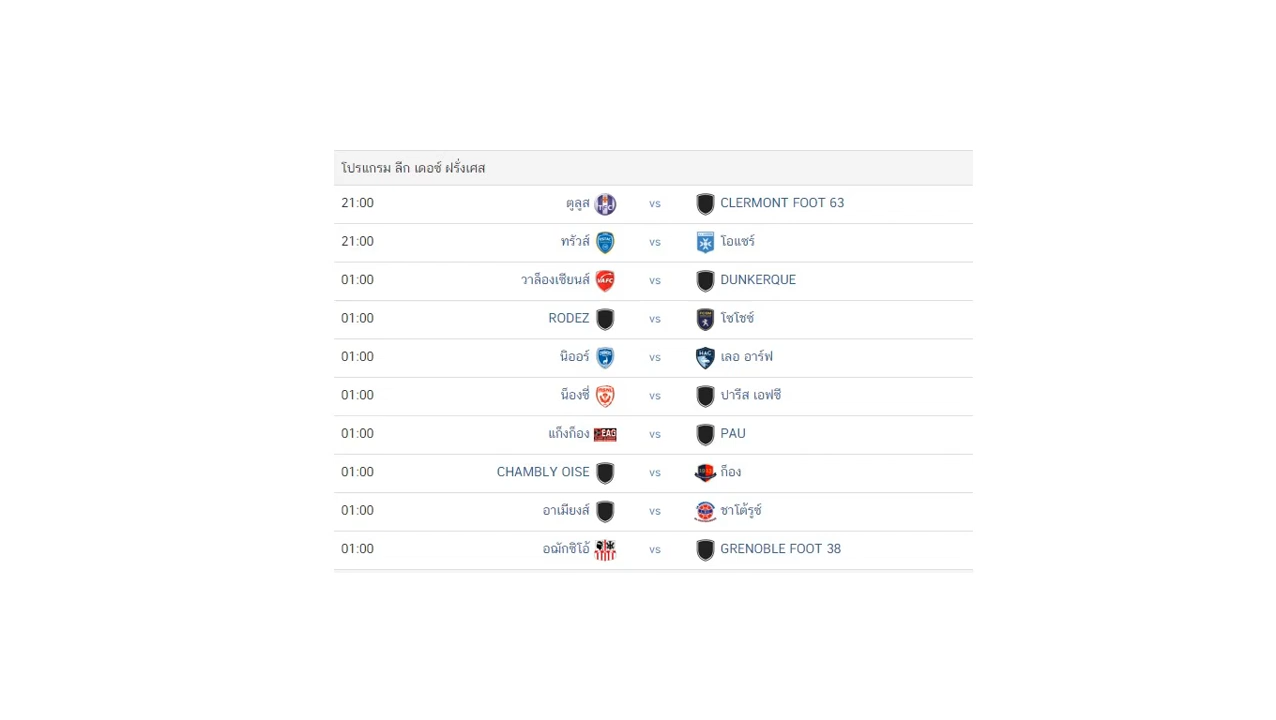 โปรแกรม ลีก เดอซ์ ฝรั่งเศส
21:00 ตูลูส vs CLERMONT FOOT 63
21:00 ทรัวส์ vs โอแซร์
01:00 วาล็องเซียนส์ vs DUNKERQUE
01:00 RODEZ vs โซโชซ์
01:00 นิออร์ vs เลอ อาร์ฟ
01:00 น็องซี่ vs ปารีส เอฟซี
01:00 แก็งก็อง vs PAU
01:00 CHAMBLY OISE vs ก็อง
01:00 อาเมียงส์ vs ชาโต้รูซ์
01:00 อฌักซิโอ้ vs GRENOBLE FOOT 38